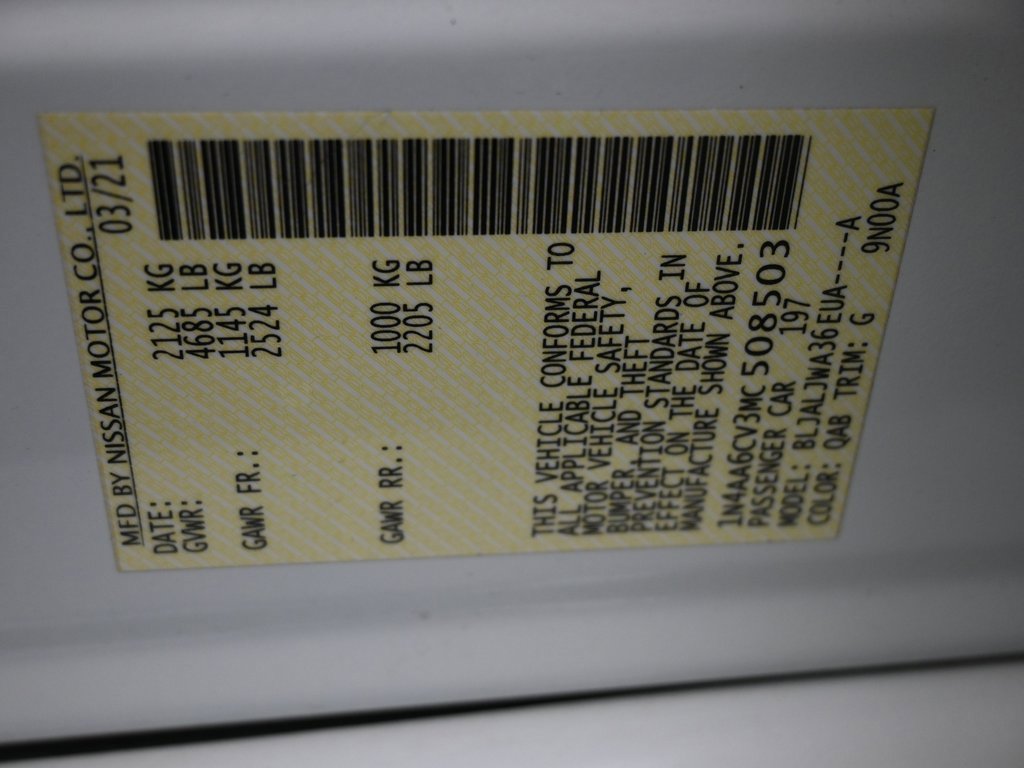 MFD BY NISSAN MOTOR CO., LTD.
DATE: 03/21
GVWR: 2125 KG
4685 LB
GAWR FR.: 1145 KG
2524 LB
GAWR RR.: 1000 KG
2205 LB
THIS VEHICLE CONFORMS TO
ALL APPLICABLE FEDERAL
MOTOR VEHICLE SAFETY,
BUMPER, AND THEFT
PREVENTION STANDARDS IN
EFFECT ON THE DATE OF
MANUFACTURE SHOWN ABOVE.
1N4AA6CV3MC508503
PASSENGER CAR 197
MODEL: BLJALJWA36EUA----A
COLOR: QAB TRIM: G 9N00A